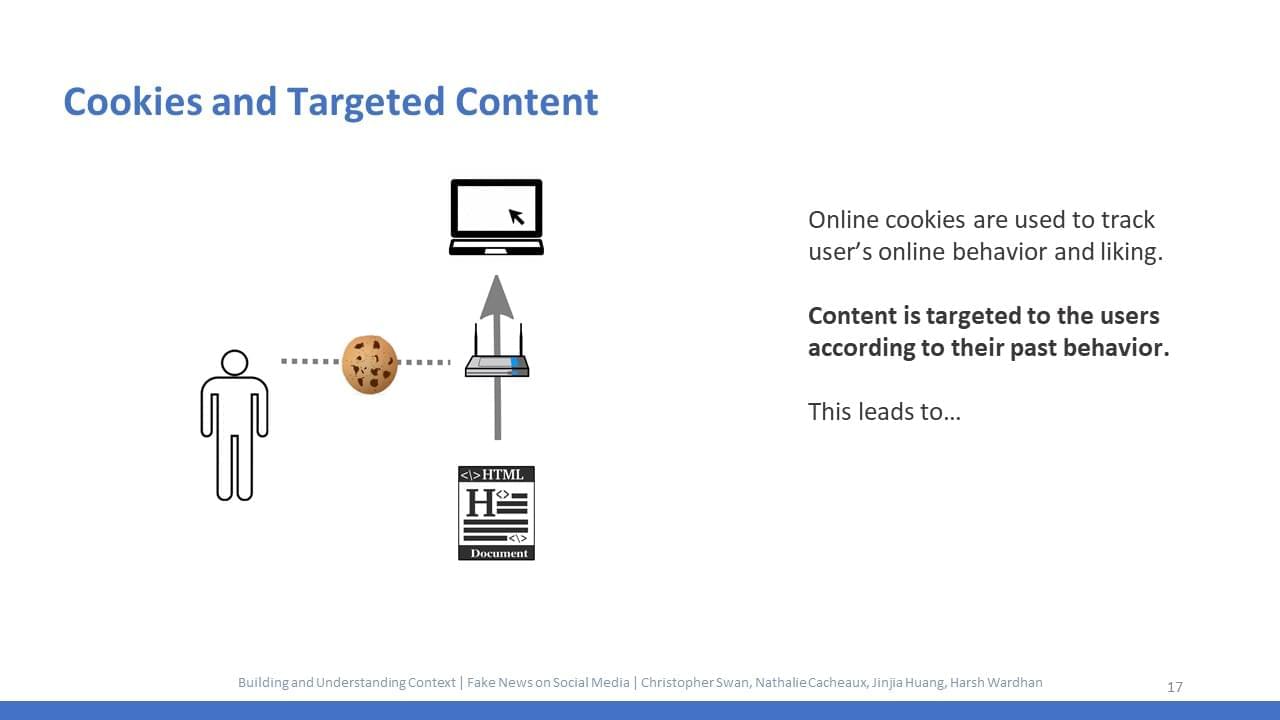 Cookies and Targeted Content
Online cookies are used to track
user’s online behavior and liking.
Content is targeted to the users
according to their past behavior.
This leads to…
<\>HTML
H<>
<\>
Document
Building and Understanding Context | Fake News on Social Media | Christopher Swan, Nathalie Cacheaux, Jinjia Huang, Harsh Wardhan
17